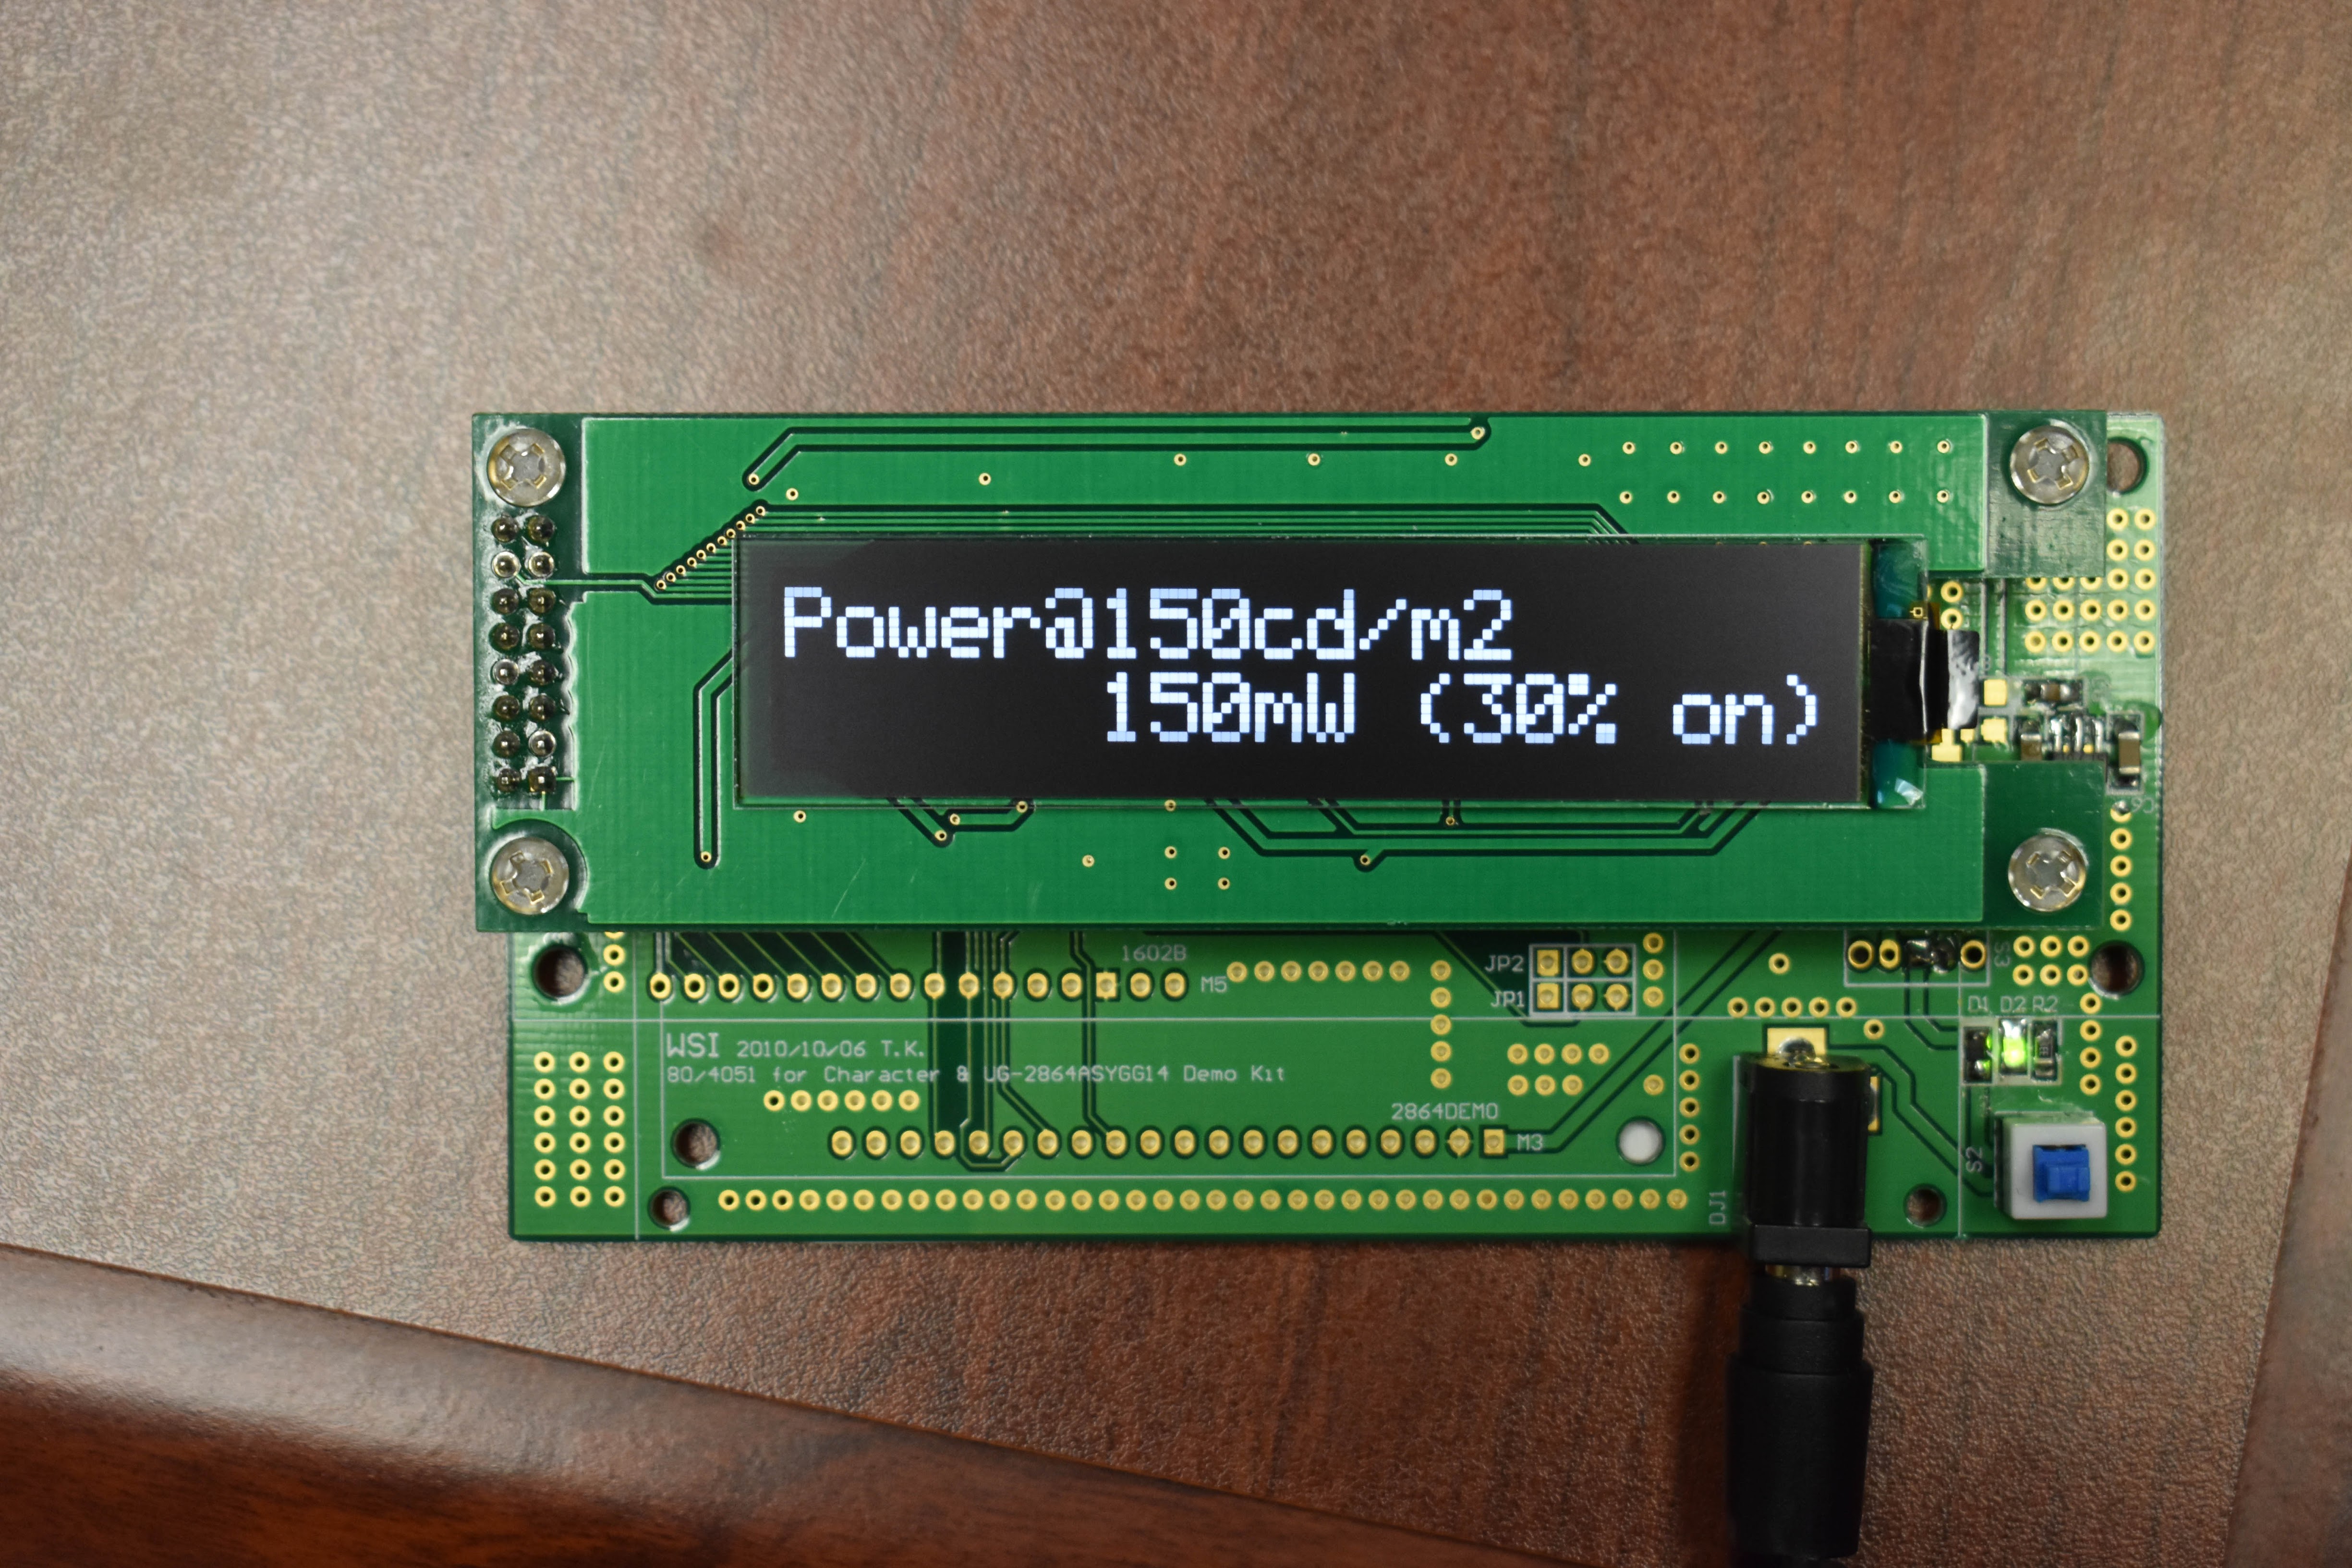 Power@150cd/m2
150mW (30% on)
1602B
M5
JP2
JP1
S3
D1 D2 R2
WSI 2010/10/06 T.K.
80/4051 for Character & UG-2864ASYGG14 Demo Kit
2864DEMO
M3
S2
DJ1